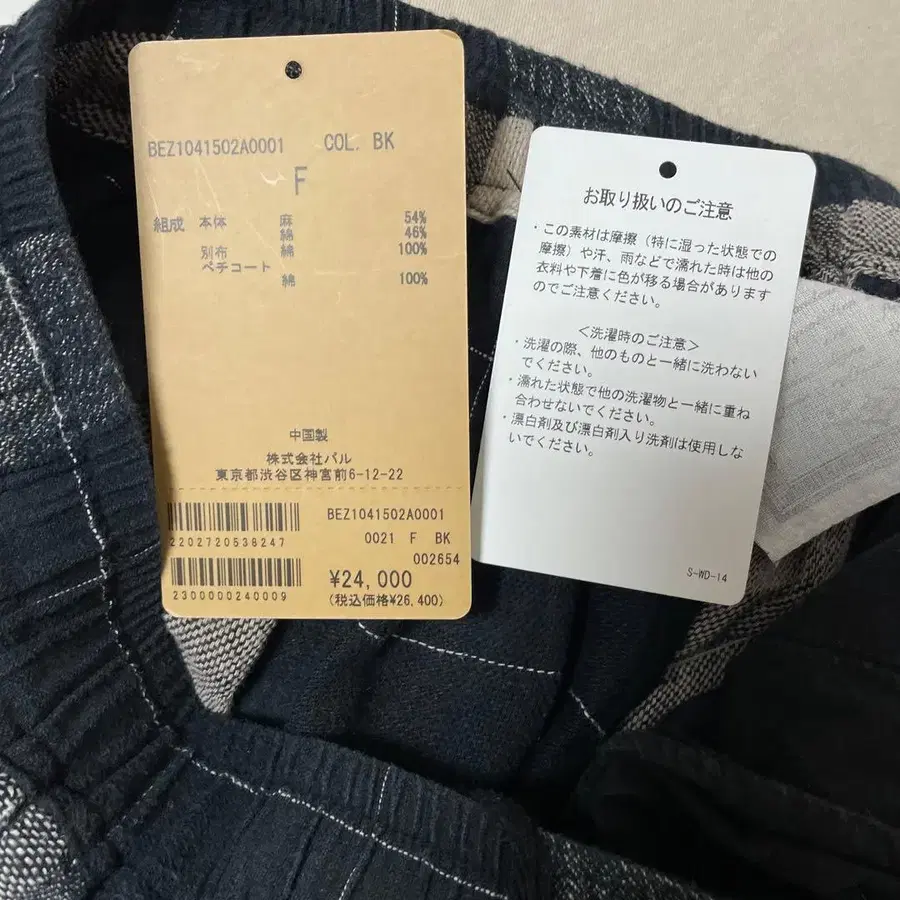 BEZ1041502A0001 COL. BK
F
組成 本体 麻 54%
綿 46%
別布 綿 100%
ペチコート
綿 100%
中国製
株式会社パル
東京都渋谷区神宮前6-12-22
BEZ1041502A0001
2202720538247
0021 F BK
002654
¥24,000
2300000240009
(税込価格¥26,400)
お取り扱いのご注意
・この素材は摩擦（特に湿った状態での
摩擦）や汗、雨などで濡れた時は他の
衣料や下着に色が移る場合があります
のでご注意ください。
＜洗濯時のご注意＞
・洗濯の際、他のものと一緒に洗わない
でください。
・濡れた状態で他の洗濯物と一緒に重ね
合わせないでください。
・漂白剤及び漂白剤入り洗剤は使用しな
いでください。
S-WD-14